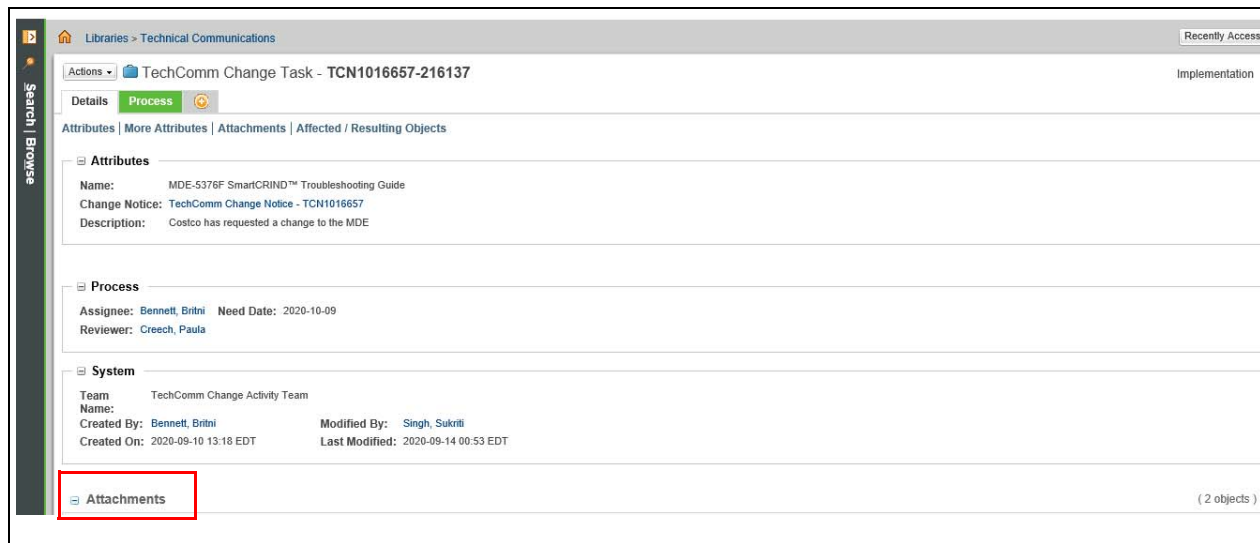 Libraries > Technical Communications
Recently Access
Actions
TechComm Change Task - TCN1016657-216137
Implementation
Details Process
Search | Browse
Attributes | More Attributes | Attachments | Affected / Resulting Objects
Attributes
Name: MDE-5376F SmartCRIND™ Troubleshooting Guide
Change Notice: TechComm Change Notice - TCN1016657
Description: Costco has requested a change to the MDE
Process
Assignee: Bennett, Britni Need Date: 2020-10-09
Reviewer: Creech, Paula
System
Team TechComm Change Activity Team
Name:
Created By: Bennett, Britni Modified By: Singh, Sukriti
Created On: 2020-09-10 13:18 EDT Last Modified: 2020-09-14 00:53 EDT
Attachments ( 2 objects )